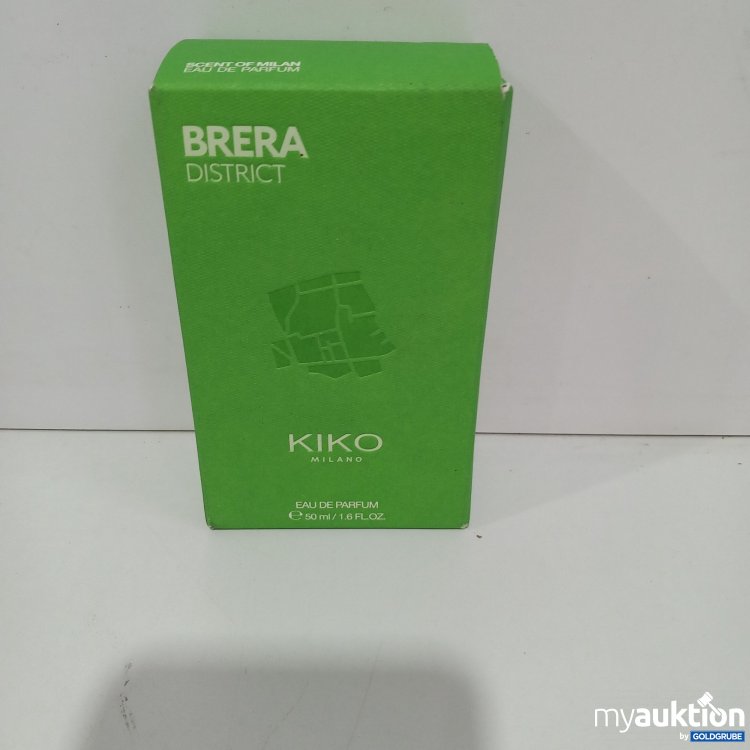 SCENT OF MILAN
EAU DE PARFUM
BRERA
DISTRICT
KIKO
MILANO
EAU DE PARFUM
℮ 50 ml / 1.6 FL.OZ.
myauktion
by GOLDGRUBE